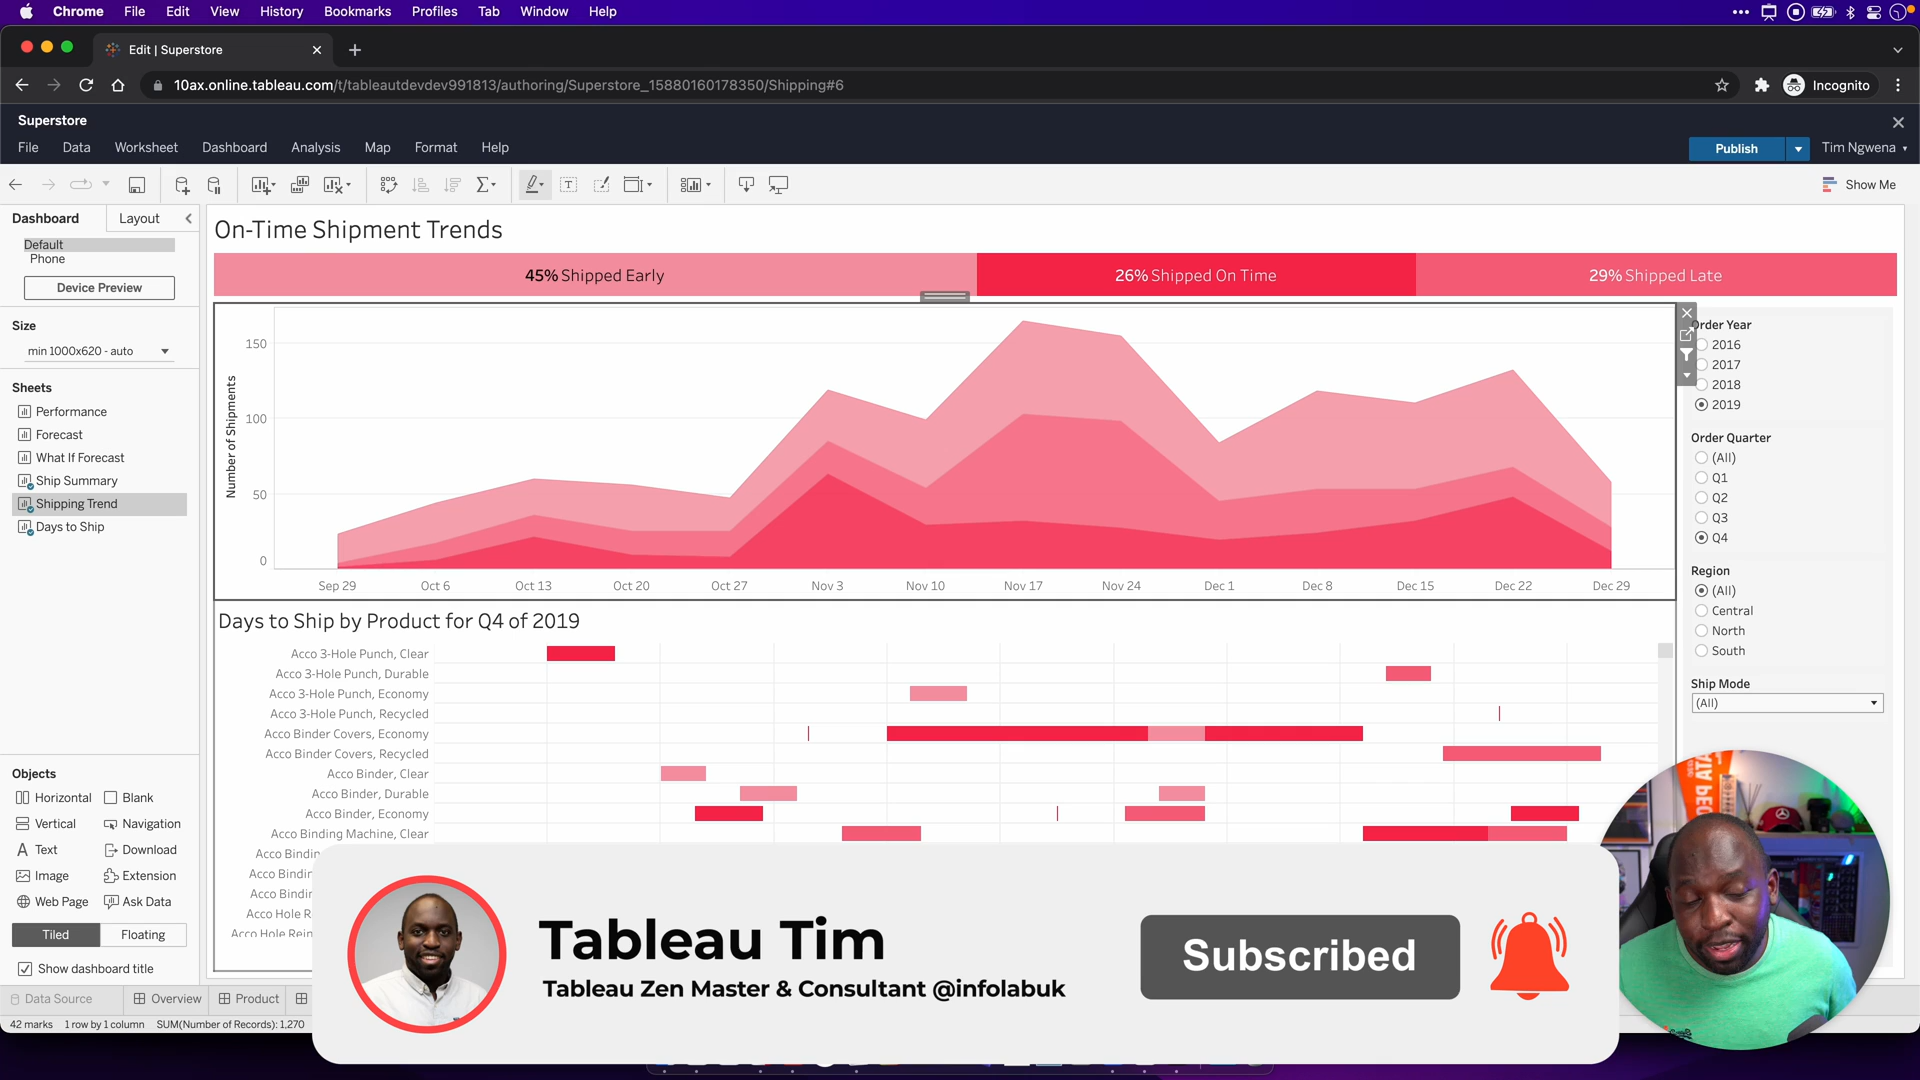 Chrome File Edit View History Bookmarks Profiles Tab Window Help
Edit | Superstore
10ax.online.tableau.com/t/tableautdevdev991813/authoring/Superstore_15880160178350/Shipping#6
Incognito
Superstore
File Data Worksheet Dashboard Analysis Map Format Help
Publish
Tim Ngwena
Show Me
Dashboard Layout
Default
Phone
Device Preview
Size
min 1000x620 - auto
Sheets
Performance
Forecast
What If Forecast
Ship Summary
Shipping Trend
Days to Ship
Objects
Horizontal Blank
Vertical Navigation
Text Download
Image Extension
Web Page Ask Data
Tiled Floating
Show dashboard title
On-Time Shipment Trends
45% Shipped Early
26% Shipped On Time
29% Shipped Late
Number of Shipments
150
100
50
0
Sep 29 Oct 6 Oct 13 Oct 20 Oct 27 Nov 3 Nov 10 Nov 17 Nov 24 Dec 1 Dec 8 Dec 15 Dec 22 Dec 29
Order Year
2016
2017
2018
2019
Order Quarter
(All)
Q1
Q2
Q3
Q4
Region
(All)
Central
North
South
Ship Mode
(All)
Days to Ship by Product for Q4 of 2019
Acco 3-Hole Punch, Clear
Acco 3-Hole Punch, Durable
Acco 3-Hole Punch, Economy
Acco 3-Hole Punch, Recycled
Acco Binder Covers, Economy
Acco Binder Covers, Recycled
Acco Binder, Clear
Acco Binder, Durable
Acco Binder, Economy
Acco Binding Machine, Clear
Acco
Acco
Acco
Acco Hole
Acco Hole
Tableau Tim
Tableau Zen Master & Consultant @infolabuk
Subscribed
Data Source Overview Product
42 marks 1 row by 1 column SUM(Number of Records): 1,270